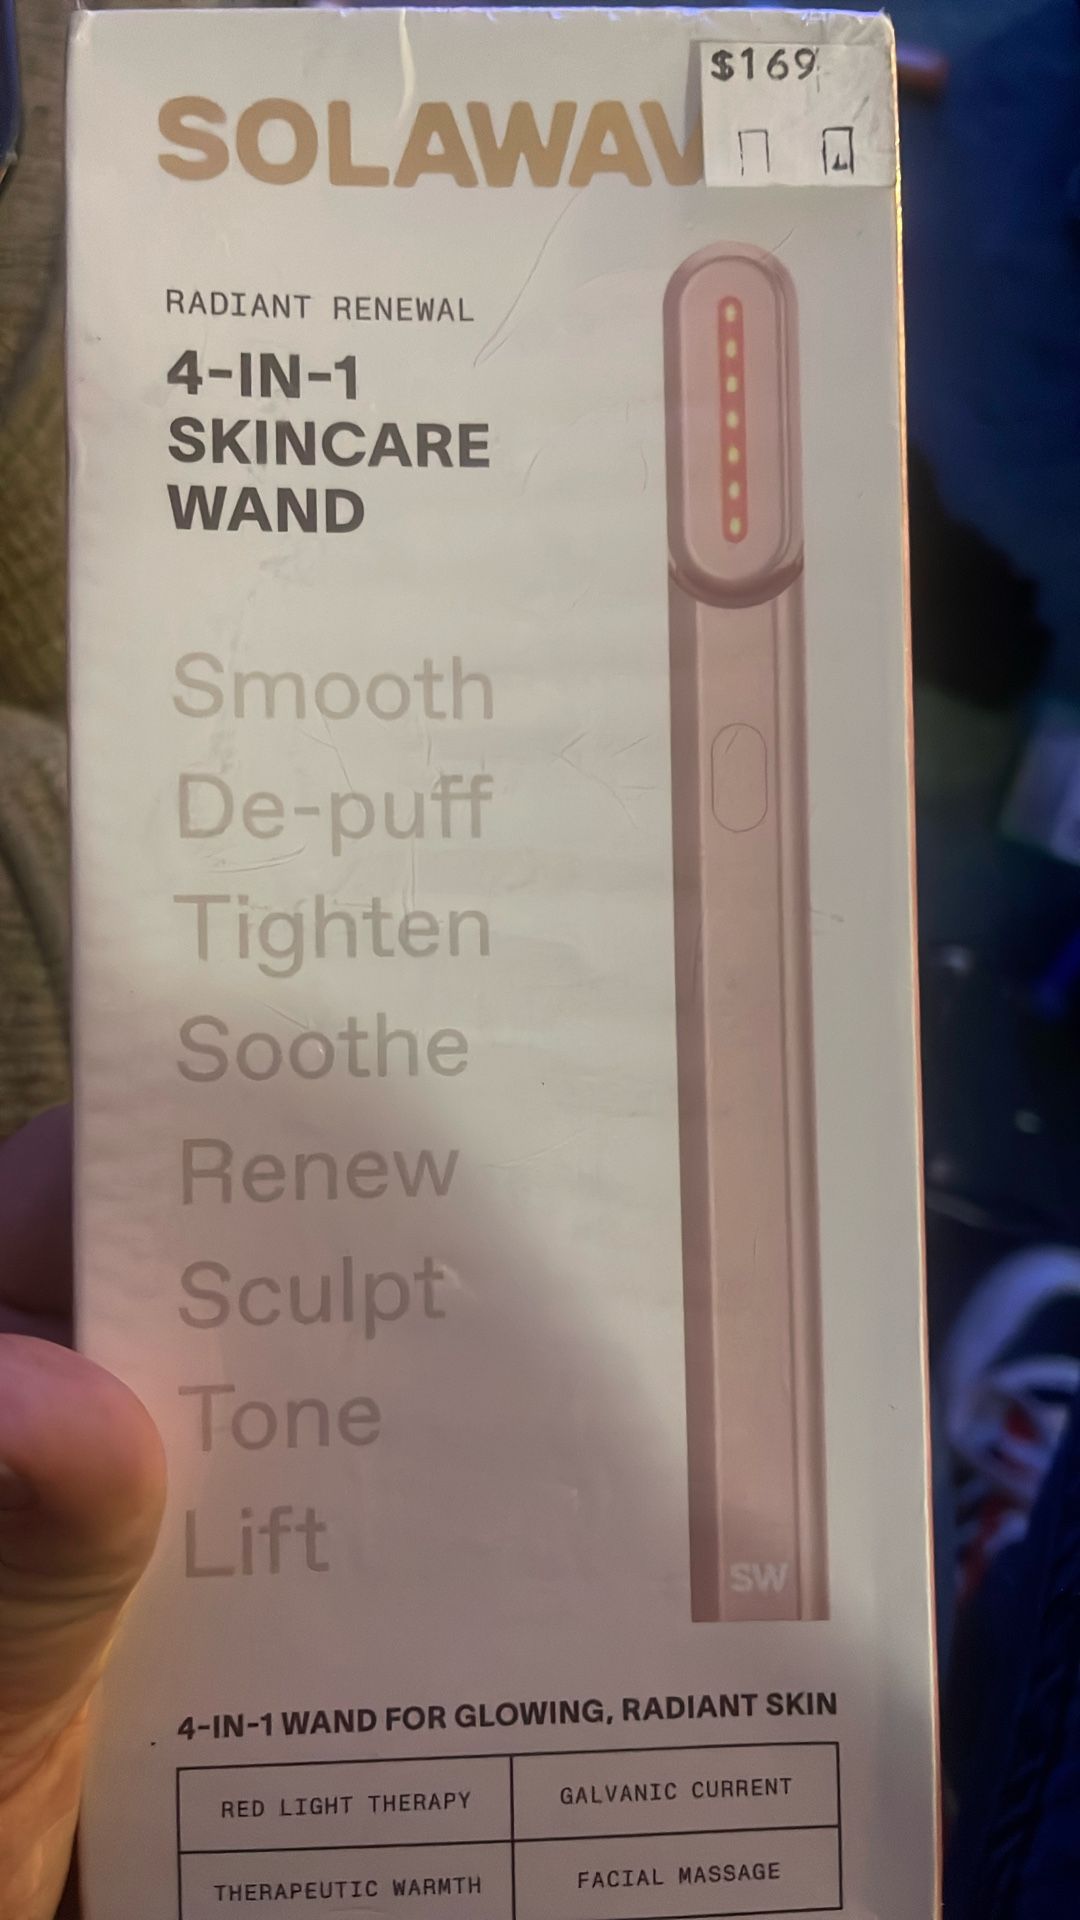 $169
SOLAWAV
RADIANT RENEWAL
4-IN-1
SKINCARE
WAND
Smooth
De-puff
Tighten
Soothe
Renew
Sculpt
Tone
Lift
SW
4-IN-1 WAND FOR GLOWING, RADIANT SKIN
RED LIGHT THERAPY
GALVANIC CURRENT
THERAPEUTIC WARMTH
FACIAL MASSAGE